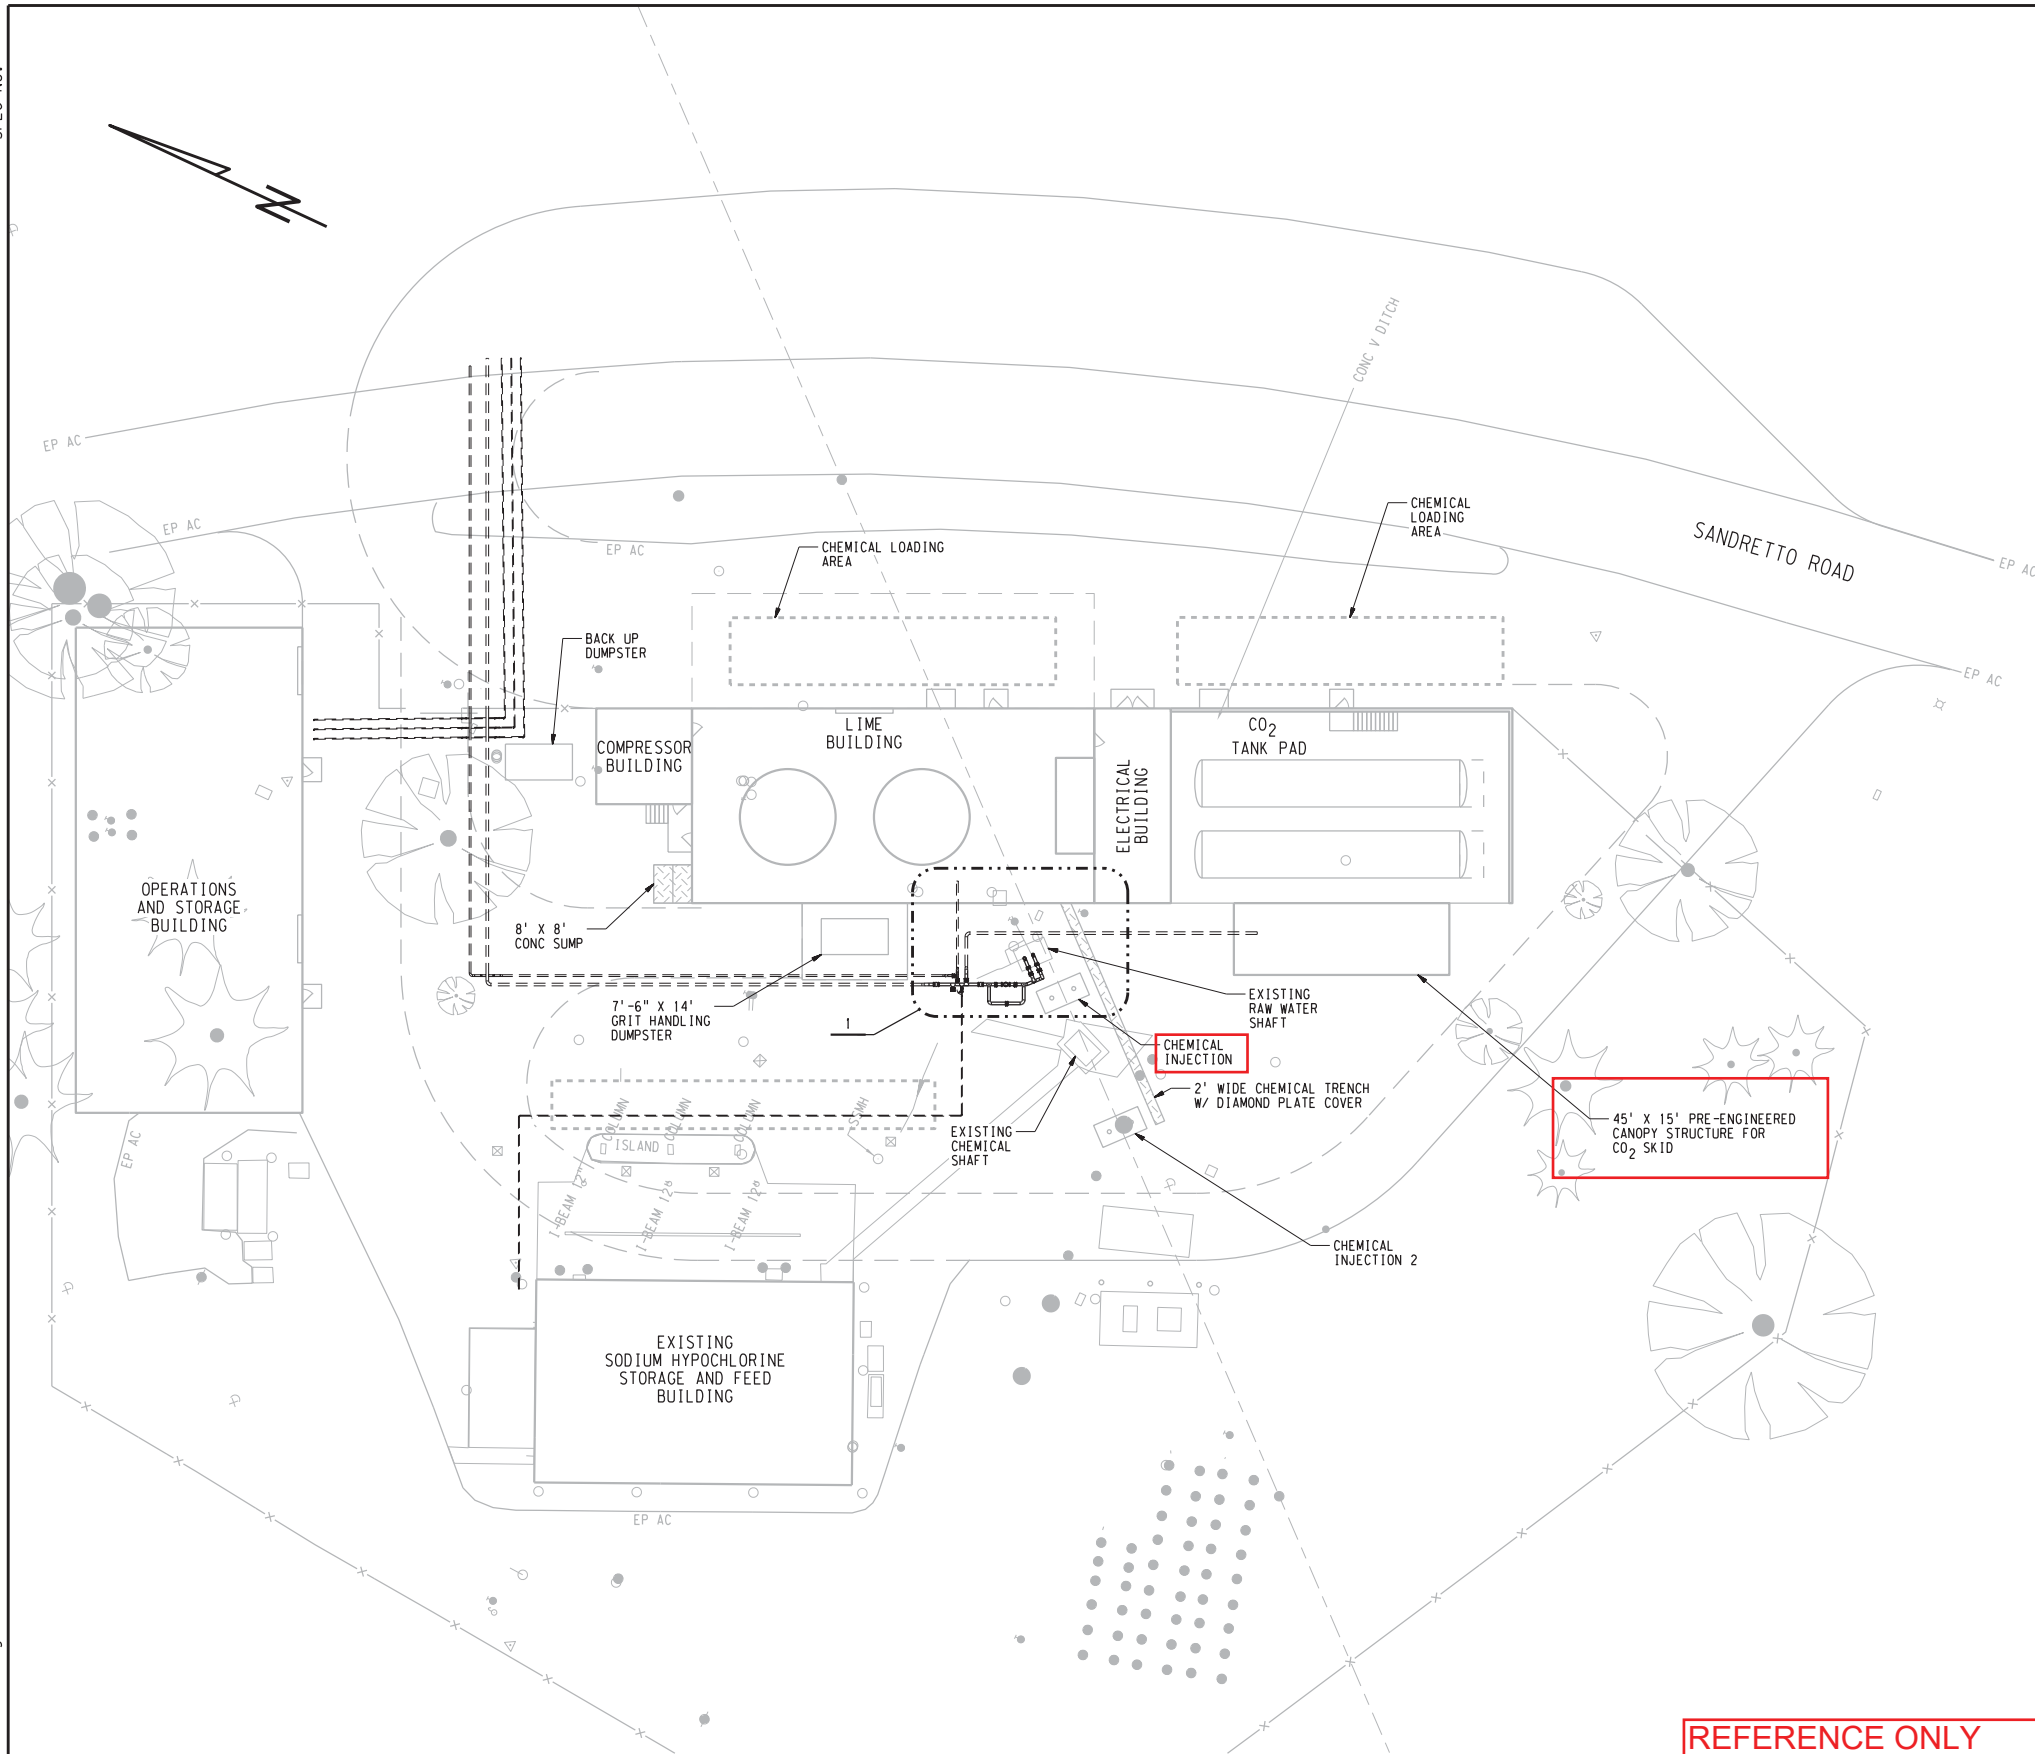 N
CONC V DITCH
EP AC
EP AC
EP AC
CHEMICAL LOADING
AREA
CHEMICAL
LOADING
AREA
SANDRETTO ROAD
EP AC
EP AC
BACK UP
DUMPSTER
COMPRESSOR
BUILDING
LIME
BUILDING
ELECTRICAL
BUILDING
CO2
TANK PAD
OPERATIONS
AND STORAGE
BUILDING
8' X 8'
CONC SUMP
7'-6" X 14'
GRIT HANDLING
DUMPSTER
1
EXISTING
RAW WATER
SHAFT
CHEMICAL
INJECTION
2' WIDE CHEMICAL TRENCH
W/ DIAMOND PLATE COVER
45' X 15' PRE-ENGINEERED
CANOPY STRUCTURE FOR
CO2 SKID
EXISTING
CHEMICAL
SHAFT
COLUMN
COLUMN
COLUMN
SSMH
ISLAND
EP AC
I-BEAM 12"
I-BEAM 12"
I-BEAM 12"
CHEMICAL
INJECTION 2
EXISTING
SODIUM HYPOCHLORINE
STORAGE AND FEED
BUILDING
EP AC
REFERENCE ONLY